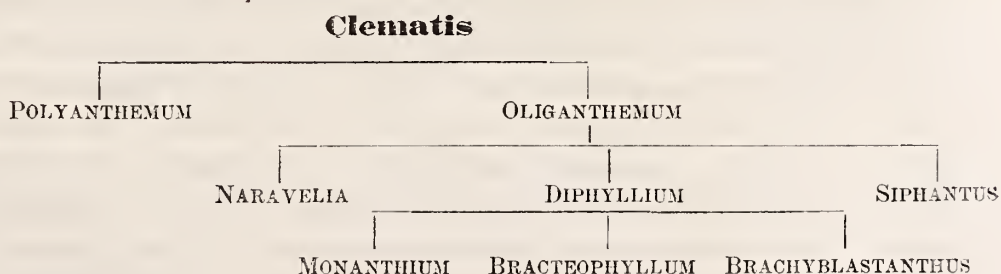 Clematis
POLYANTHEMUM OLIGANTHEMUM
NARAVELIA DIPHYLLIUM SIPHANTUS
MONANTHIUM BRACTEOPHYLLUM BRACHYBLASTANTHUS